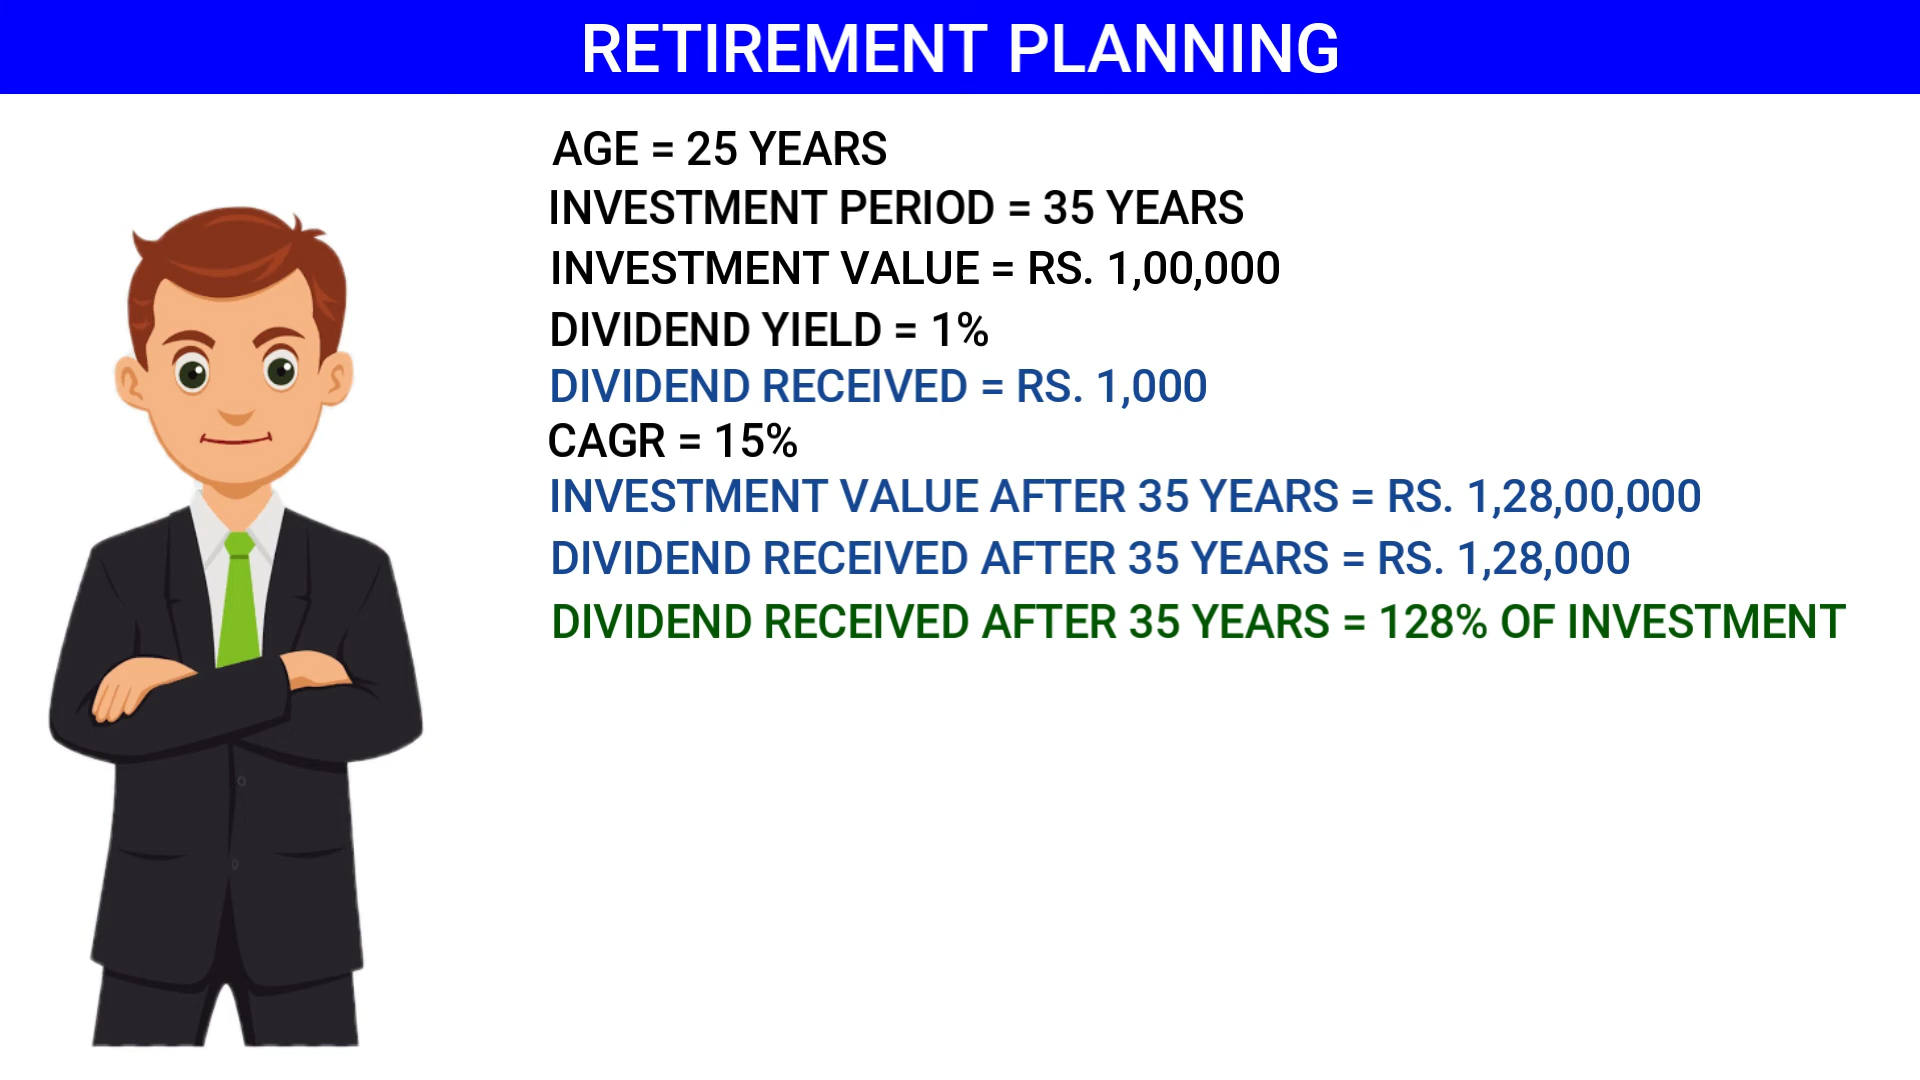 RETIREMENT PLANNING
AGE = 25 YEARS
INVESTMENT PERIOD = 35 YEARS
INVESTMENT VALUE = RS. 1,00,000
DIVIDEND YIELD = 1%
DIVIDEND RECEIVED = RS. 1,000
CAGR = 15%
INVESTMENT VALUE AFTER 35 YEARS = RS. 1,28,00,000
DIVIDEND RECEIVED AFTER 35 YEARS = RS. 1,28,000
DIVIDEND RECEIVED AFTER 35 YEARS = 128% OF INVESTMENT